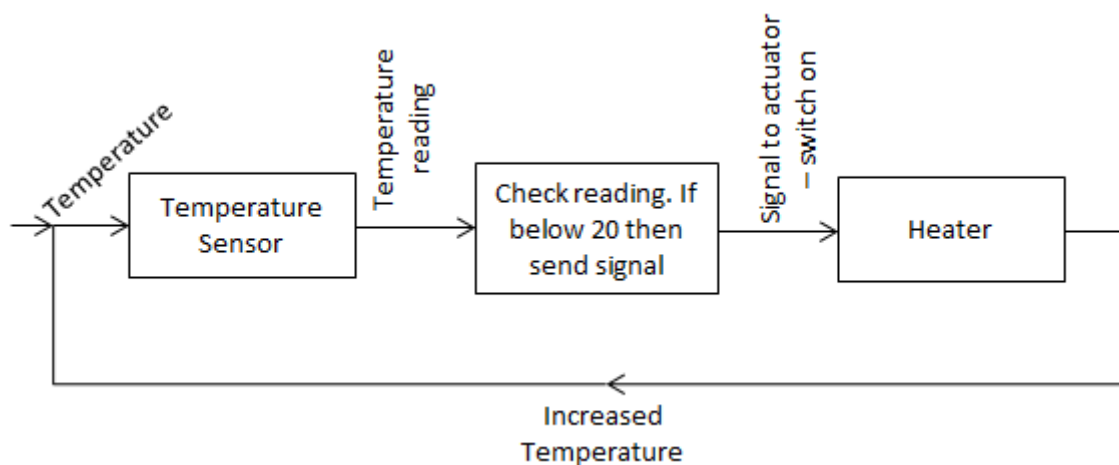 Temperature
Temperature
Sensor
Temperature
reading
Check reading. If
below 20 then
send signal
Signal to actuator
– switch on
Heater
Increased
Temperature